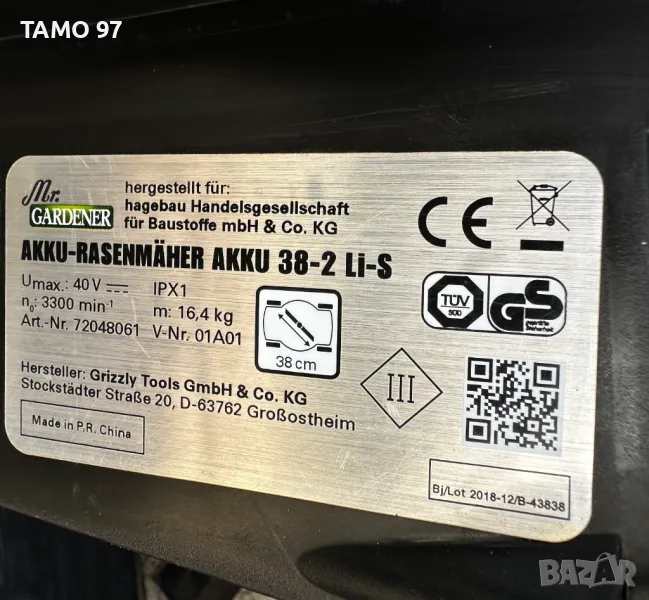 TAMO 97
Mr.
GARDENER
hergestellt für:
hagebau Handelsgesellschaft
für Baustoffe mbH & Co. KG
AKKU-RASENMÄHER AKKU 38-2 Li-S
Umax.: 40 V IPX1
n0: 3300 min-1 m: 16,4 kg
Art.-Nr. 72048061 V-Nr. 01A01
38 cm
CE
TÜV
SÜD
GS
geprüfte
Sicherheit
III
Hersteller: Grizzly Tools GmbH & Co. KG
Stockstädter Straße 20, D-63762 Großostheim
Made in P.R. China
Bj/Lot 2018-12/B-43838
BAZAR